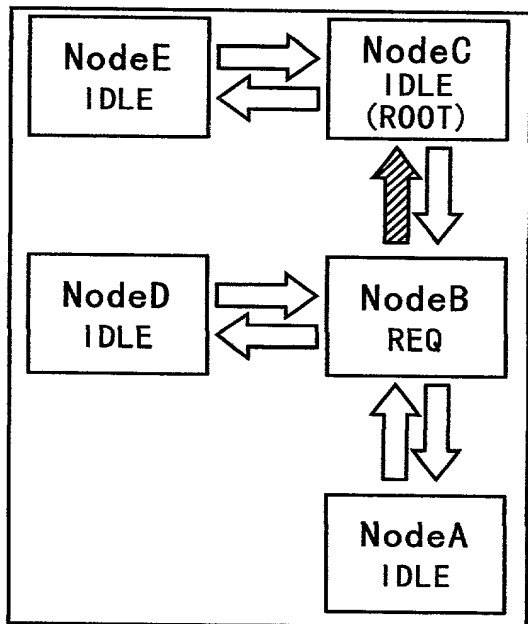 NodeE
IDLE
NodeC
IDLE
(ROOT)
NodeD
IDLE
NodeB
REQ
NodeA
IDLE